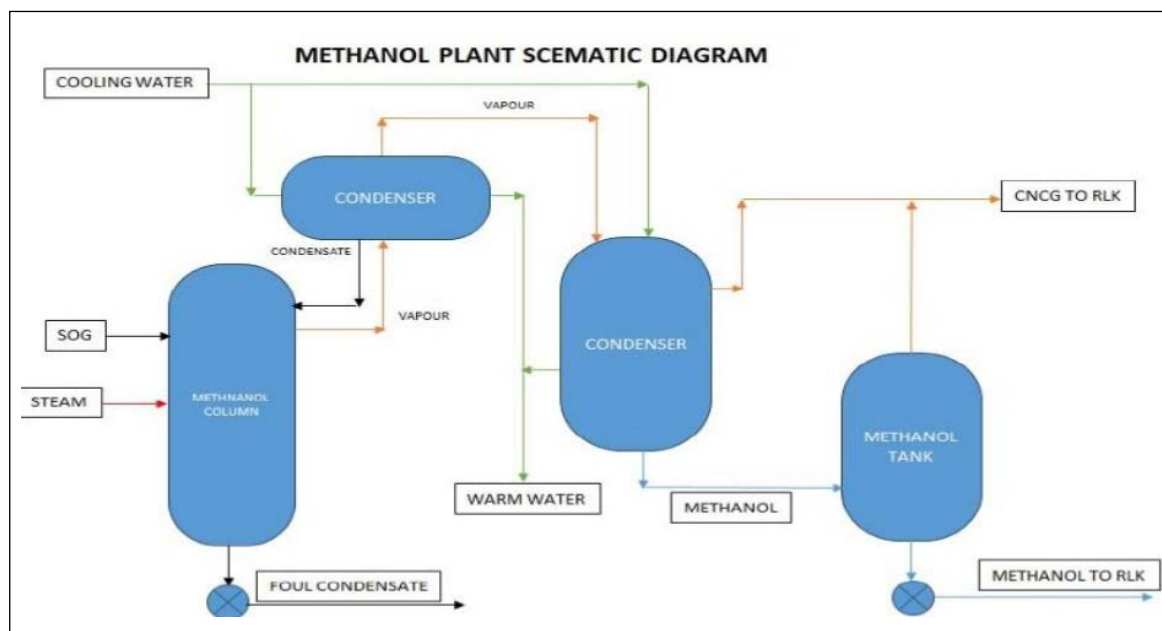 METHANOL PLANT SCEMATIC DIAGRAM
COOLING WATER
VAPOUR
CONDENSER
CNCG TO RLK
CONDENSATE
VAPOUR
SOG
CONDENSER
STEAM
METHNANOL
COLUMN
METHANOL
TANK
WARM WATER
METHANOL
FOUL CONDENSATE
METHANOL TO RLK